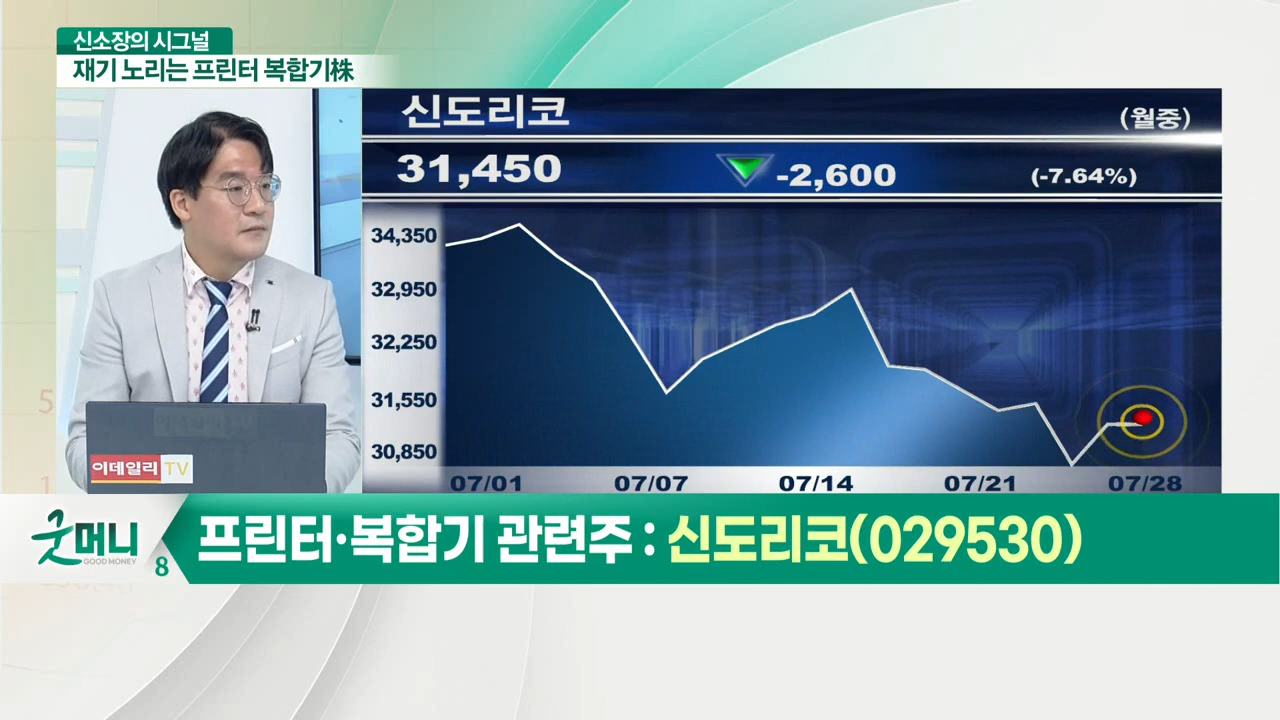 신소장의 시그널
재기 노리는 프린터 복합기株
신도리코
(월중)
31,450
-2,600
(-7.64%)
34,350
32,950
32,250
31,550
30,850
07/01
07/07
07/14
07/21
07/28
이데일리 TV
굿머니
GOOD MONEY
8
프린터·복합기 관련주 : 신도리코(029530)